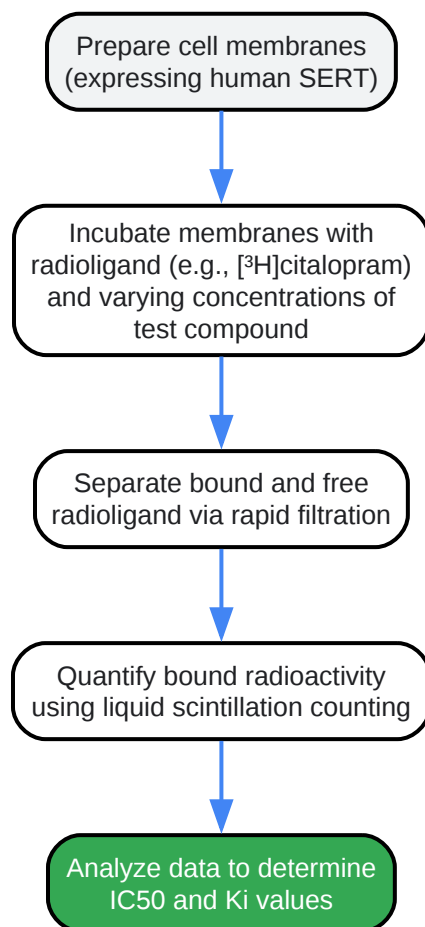 Prepare cell membranes
(expressing human SERT)
Incubate membranes with
radioligand (e.g., [³H]citalopram)
and varying concentrations of
test compound
Separate bound and free
radioligand via rapid filtration
Quantify bound radioactivity
using liquid scintillation counting
Analyze data to determine
IC50 and Ki values